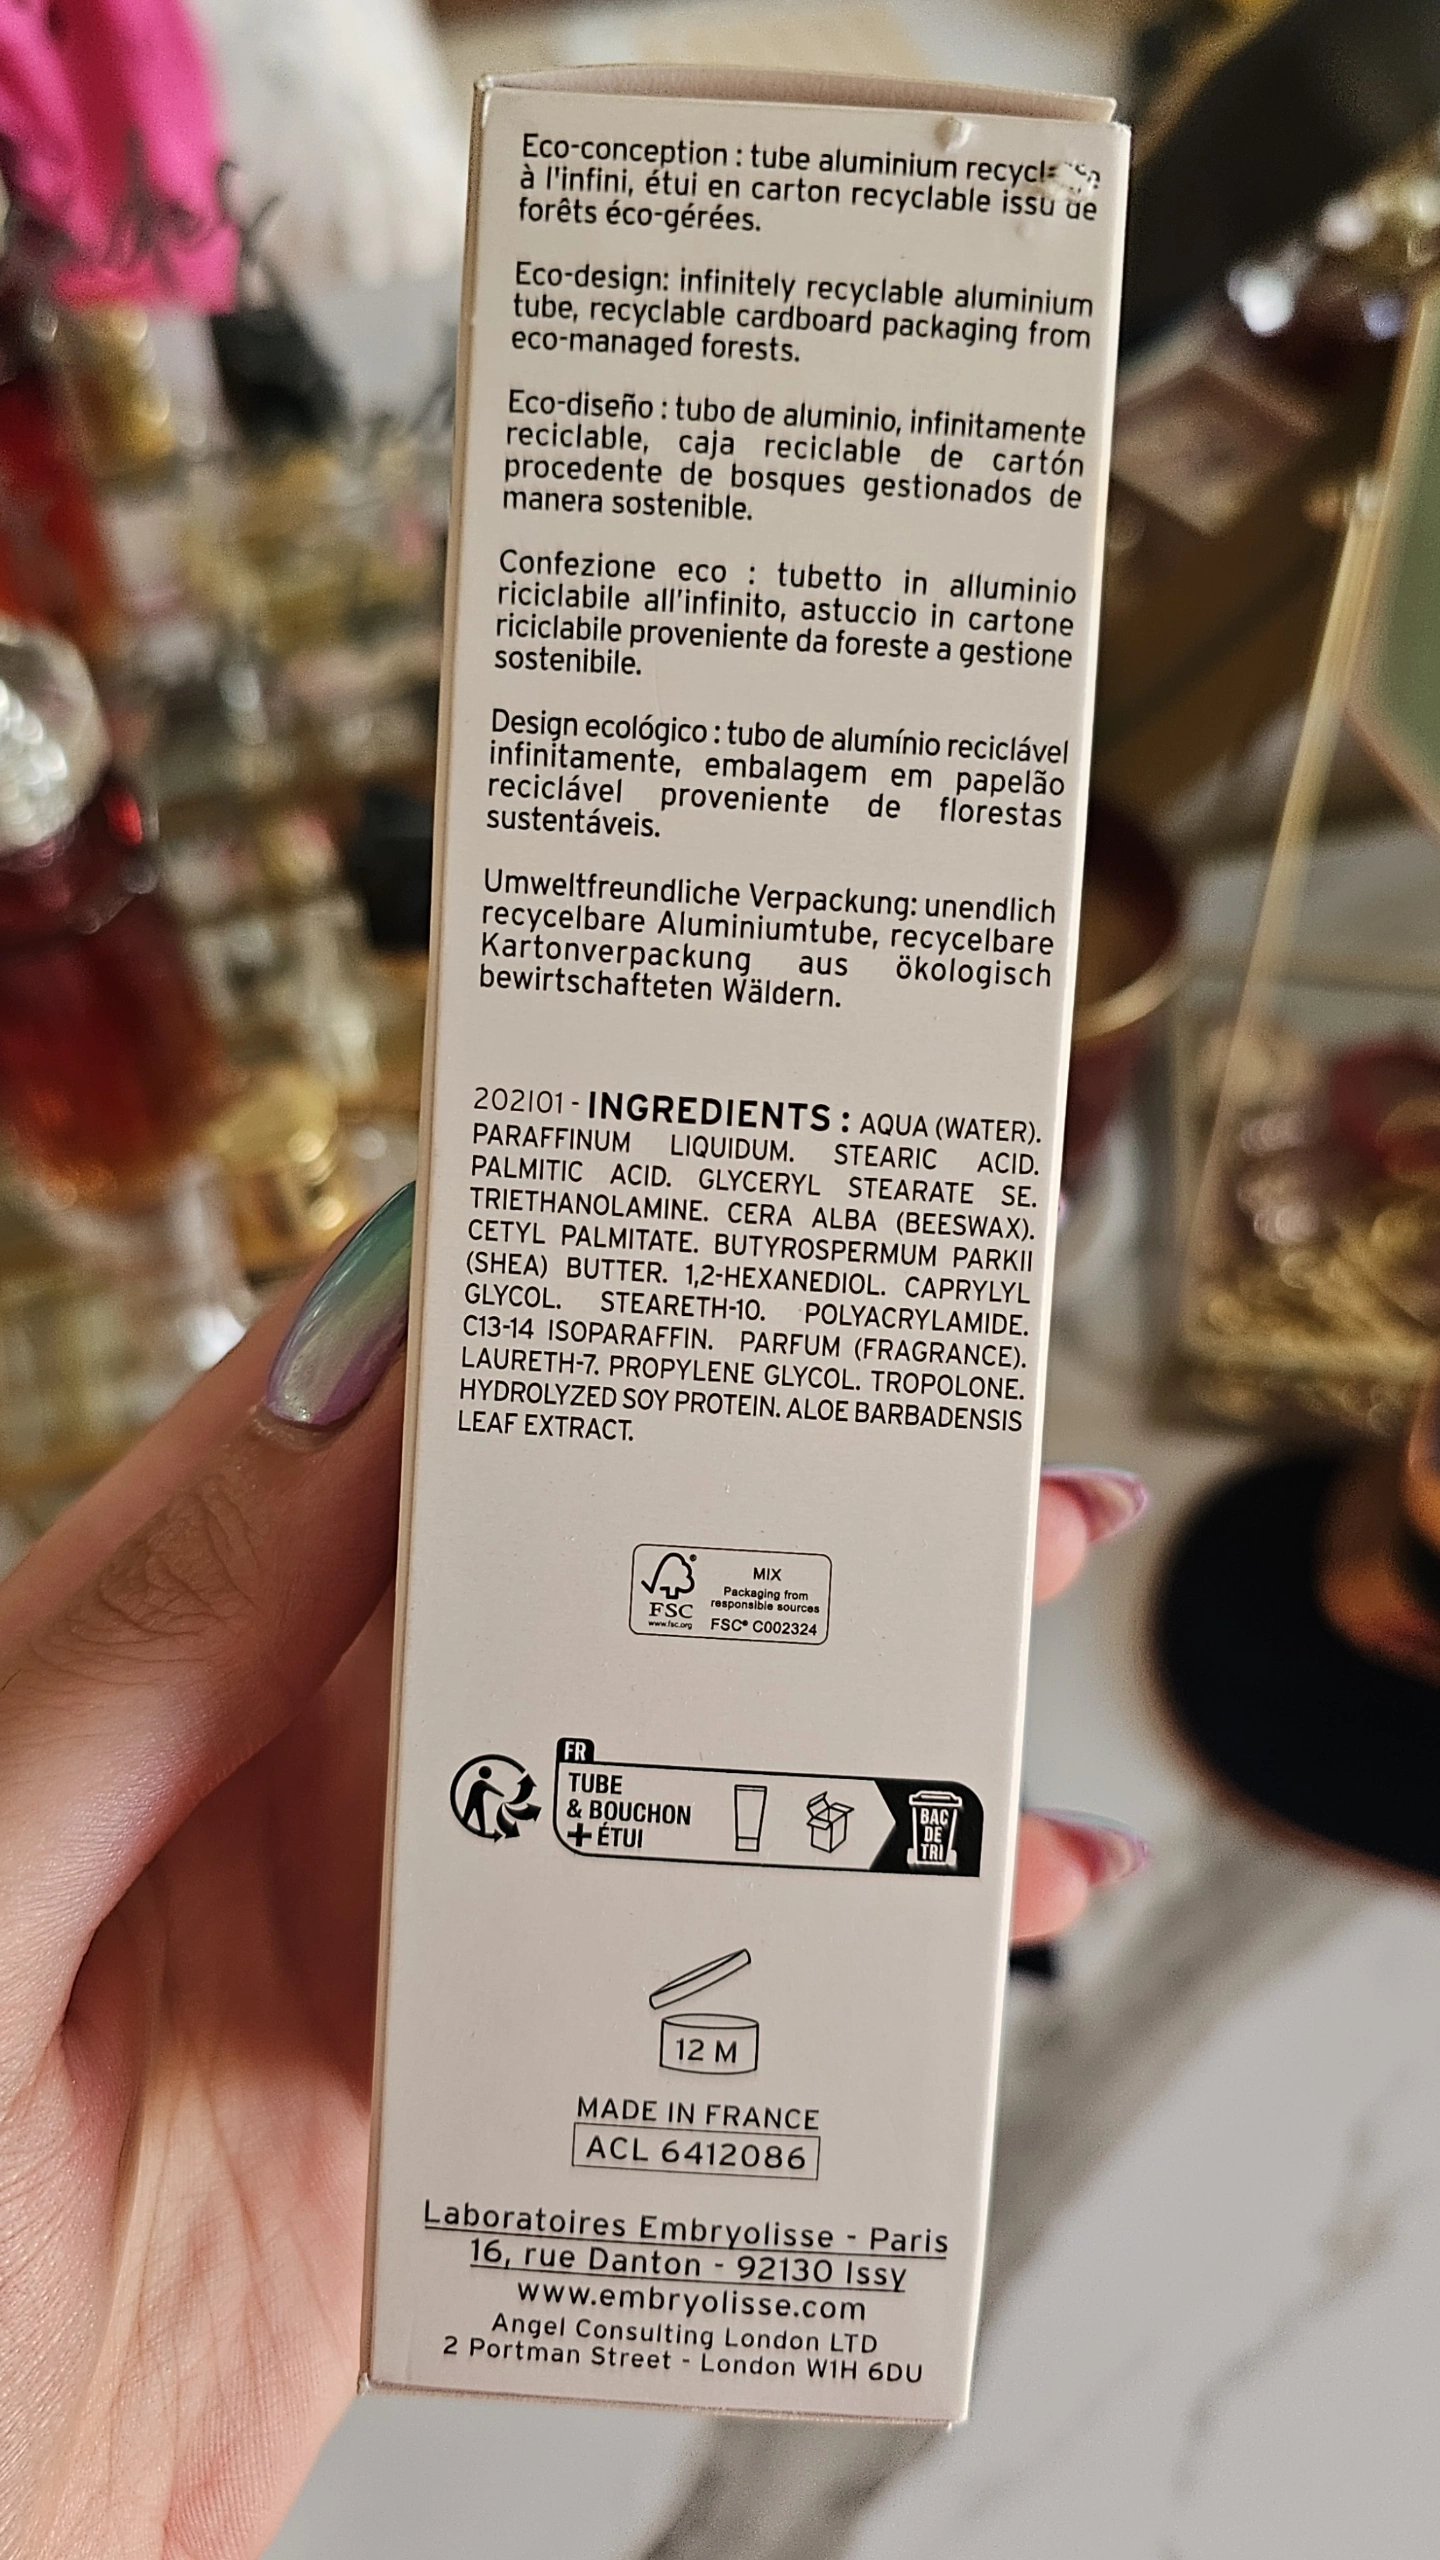 Eco-conception : tube aluminium
à l'infini, étui en carton recyclable issu de
forêts éco-gérées.
Eco-design: infinitely recyclable aluminium
tube, recyclable cardboard packaging from
eco-managed forests.
Eco-diseño : tubo de aluminio, infinitamente
reciclable, caja reciclable de cartón
procedente de bosques gestionados de
manera sostenible.
Confezione eco : tubetto in alluminio
riciclabile all'infinito, astuccio in cartone
riciclabile proveniente da foreste a gestione
sostenibile.
Design ecológico : tubo de alumínio reciclável
infinitamente, embalagem em papelão
reciclável proveniente de florestas
sustentáveis.
Umweltfreundliche Verpackung: unendlich
recycelbare Aluminiumtube, recycelbare
Kartonverpackung aus ökologisch
bewirtschafteten Wäldern.
202I01 - INGREDIENTS : AQUA (WATER).
PARAFFINUM LIQUIDUM. STEARIC ACID.
PALMITIC ACID. GLYCERYL STEARATE SE.
TRIETHANOLAMINE. CERA ALBA (BEESWAX).
CETYL PALMITATE. BUTYROSPERMUM PARKII
(SHEA) BUTTER. 1,2-HEXANEDIOL. CAPRYLYL
GLYCOL. STEARETH-10. POLYACRYLAMIDE.
C13-14 ISOPARAFFIN. PARFUM (FRAGRANCE).
LAURETH-7. PROPYLENE GLYCOL. TROPOLONE.
HYDROLYZED SOY PROTEIN. ALOE BARBADENSIS
LEAF EXTRACT.
FSC
www.fsc.org
MIX
Packaging from
responsible sources
FSC® C002324
FR
TUBE
& BOUCHON
+ ÉTUI
BAC
DE
TRI
12 M
MADE IN FRANCE
ACL 6412086
Laboratoires Embryolisse - Paris
16, rue Danton - 92130 Issy
www.embryolisse.com
Angel Consulting London LTD
2 Portman Street - London W1H 6DU